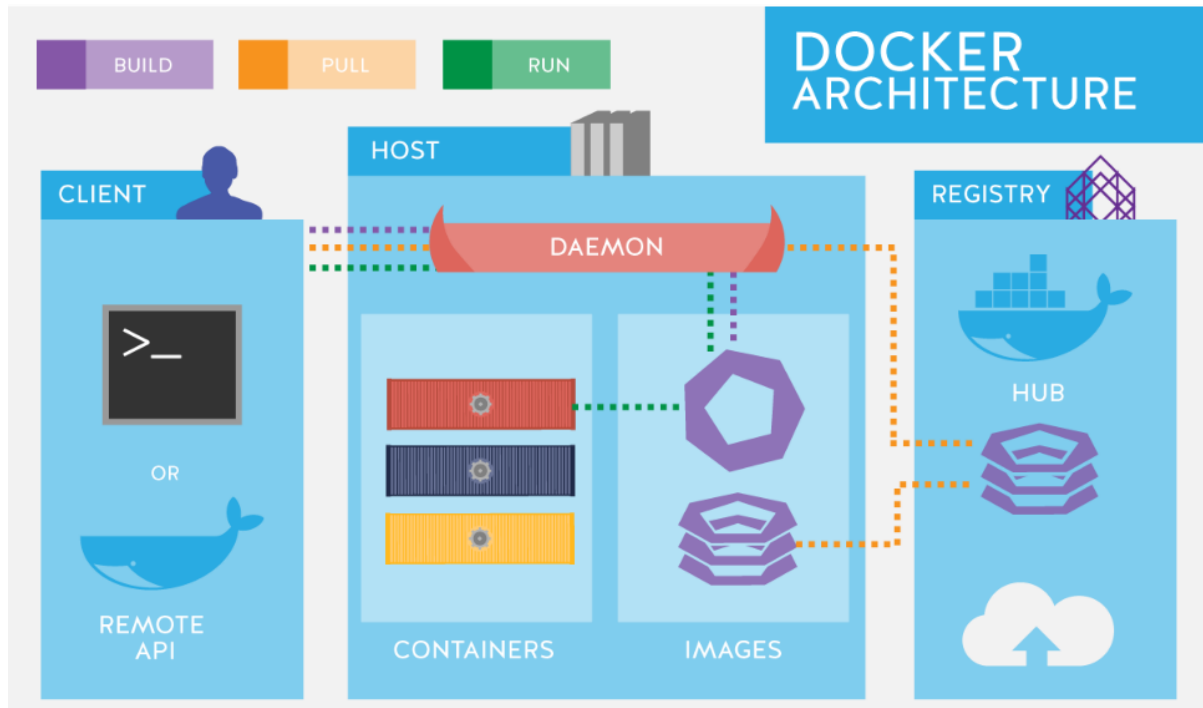 BUILD
PULL
RUN
DOCKER
ARCHITECTURE
HOST
CLIENT
REGISTRY
DAEMON
>_
HUB
OR
REMOTE
API
CONTAINERS
IMAGES